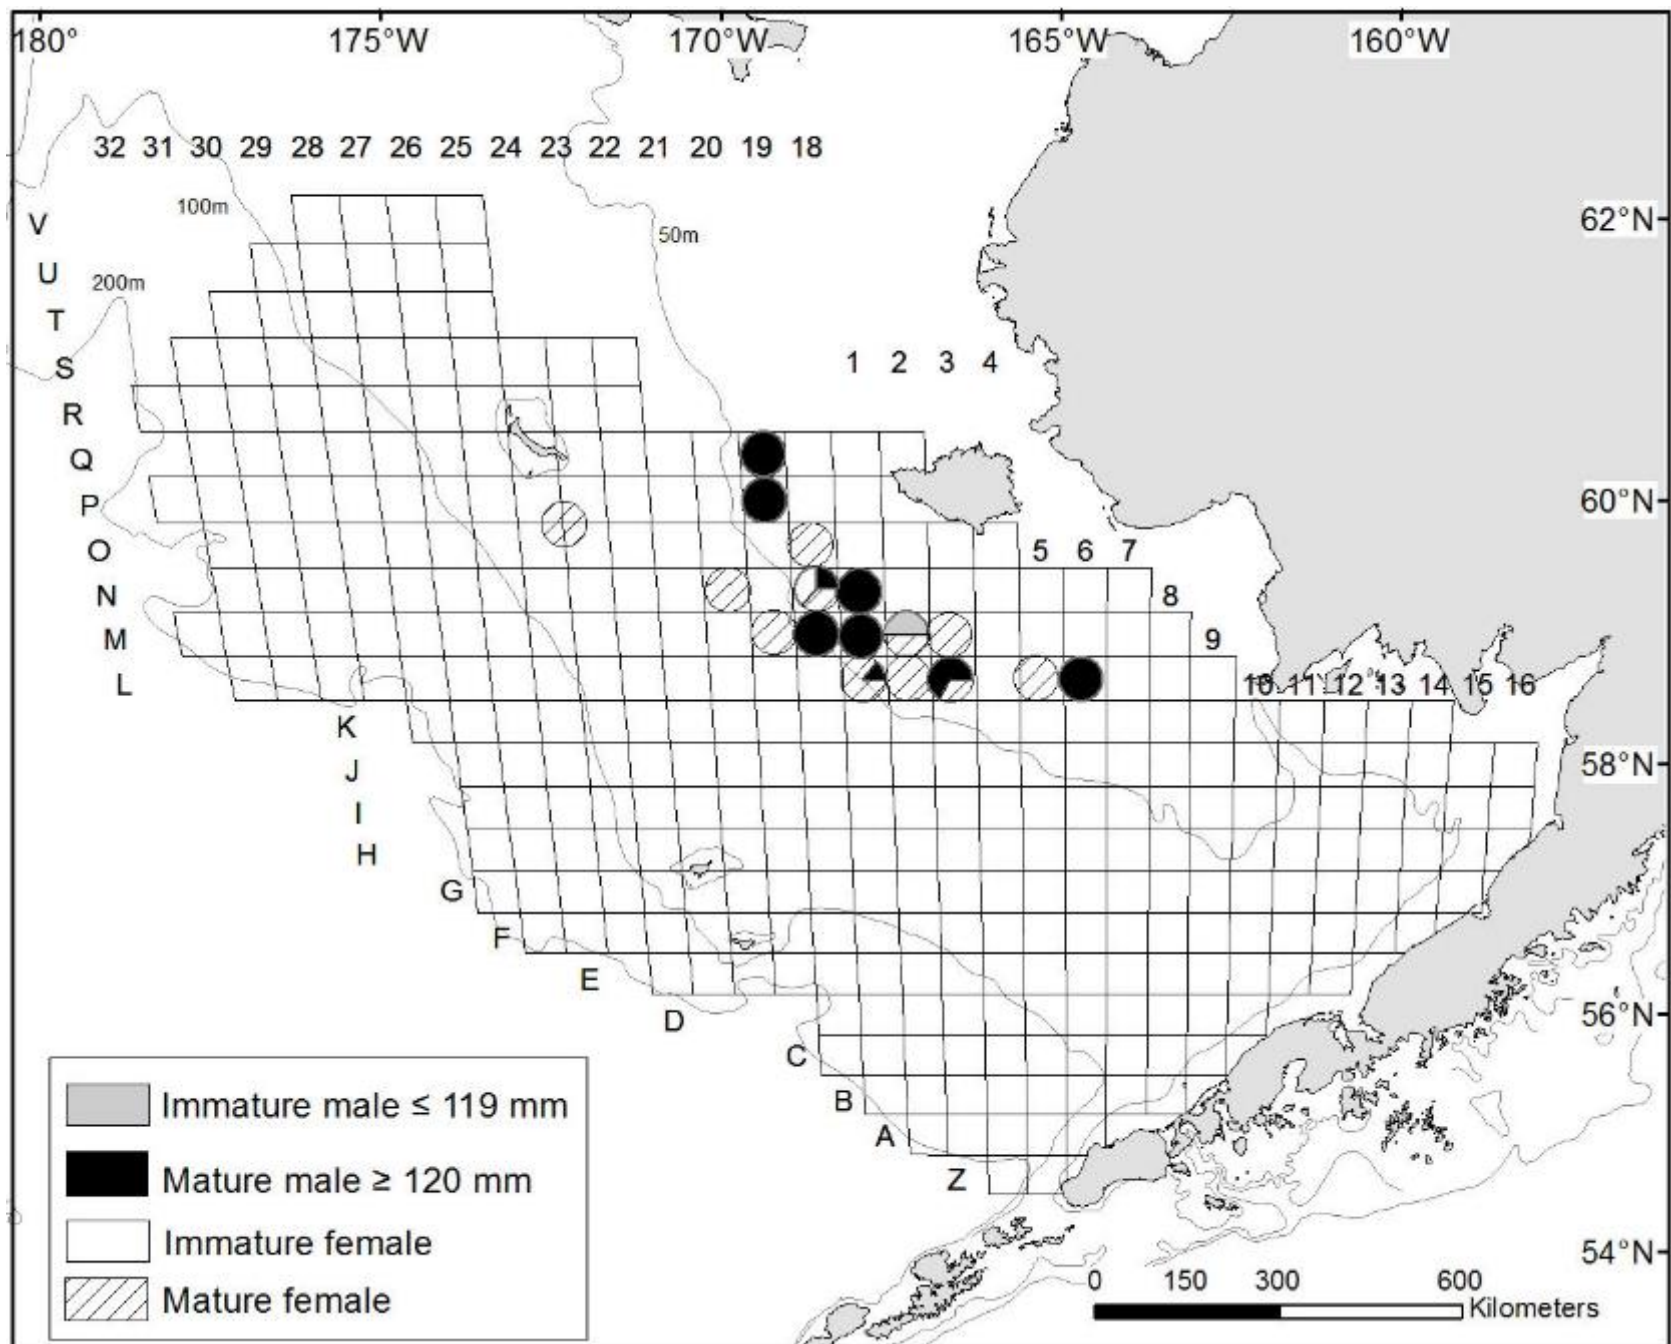 180° 175°W 170°W 165°W 160°W
32 31 30 29 28 27 26 25 24 23 22 21 20 19 18
100m
V
62°N
50m
U
200m
T
S
1 2 3 4
R
Q
P
60°N
O
5 6 7
N
8
M
9
L
10 11 12 13 14 15 16
K
58°N
J
I
H
G
F
E
56°N
D
C
B
A
Z
Immature male ≤ 119 mm
Mature male ≥ 120 mm
Immature female
Mature female
54°N
0 150 300 600
Kilometers